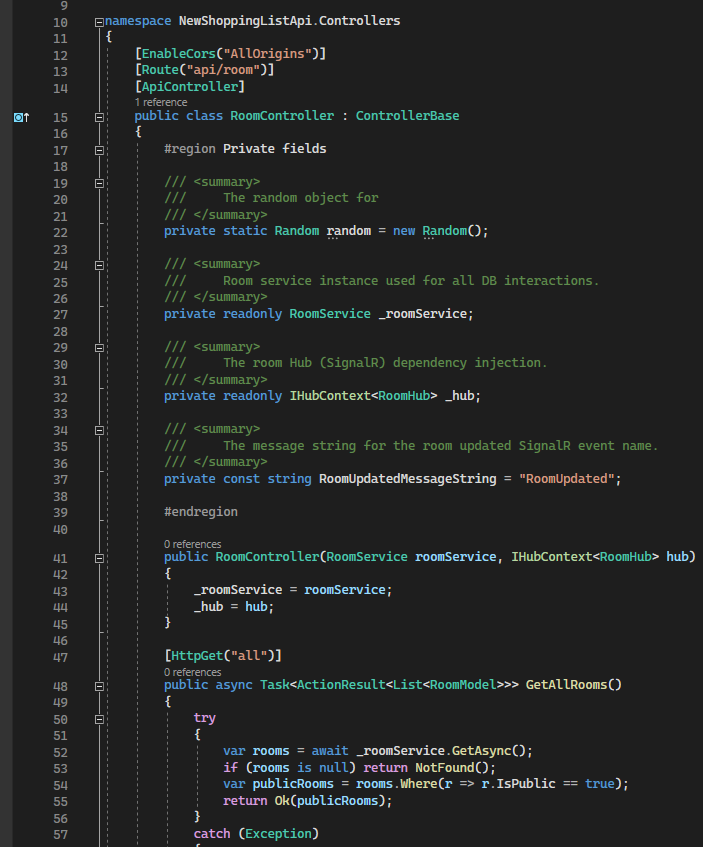 9
10 namespace NewShoppingListApi.Controllers
11 {
12 [EnableCors("AllOrigins")]
13 [Route("api/room")]
14 [ApiController]
1 reference
15 public class RoomController : ControllerBase
16 {
17 #region Private fields
18
19 /// <summary>
20 /// The random object for
21 /// </summary>
22 private static Random random = new Random();
23
24 /// <summary>
25 /// Room service instance used for all DB interactions.
26 /// </summary>
27 private readonly RoomService _roomService;
28
29 /// <summary>
30 /// The room Hub (SignalR) dependency injection.
31 /// </summary>
32 private readonly IHubContext<RoomHub> _hub;
33
34 /// <summary>
35 /// The message string for the room updated SignalR event name.
36 /// </summary>
37 private const string RoomUpdatedMessageString = "RoomUpdated";
38
39 #endregion
40
0 references
41 public RoomController(RoomService roomService, IHubContext<RoomHub> hub)
42 {
43 _roomService = roomService;
44 _hub = hub;
45 }
46
47 [HttpGet("all")]
0 references
48 public async Task<ActionResult<List<RoomModel>>> GetAllRooms()
49 {
50 try
51 {
52 var rooms = await _roomService.GetAsync();
53 if (rooms is null) return NotFound();
54 var publicRooms = rooms.Where(r => r.IsPublic == true);
55 return Ok(publicRooms);
56 }
57 catch (Exception)